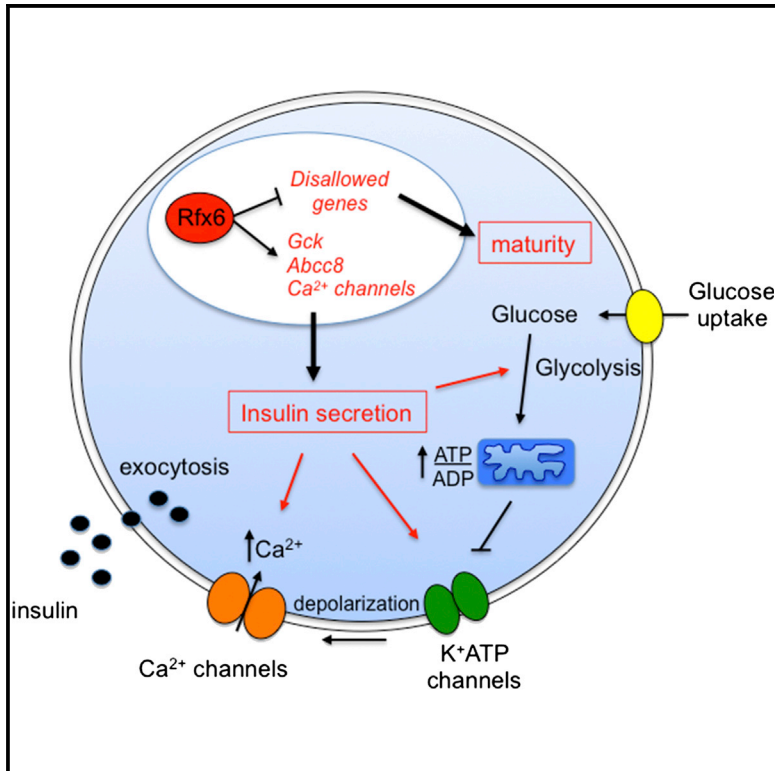 Rfx6
Disallowed
genes
Gck
Abcc8
Ca²⁺ channels
maturity
Glucose
uptake
Glucose
Glycolysis
Insulin secretion
ATP
ADP
exocytosis
Ca²⁺
insulin
depolarization
Ca²⁺ channels
K⁺ATP
channels